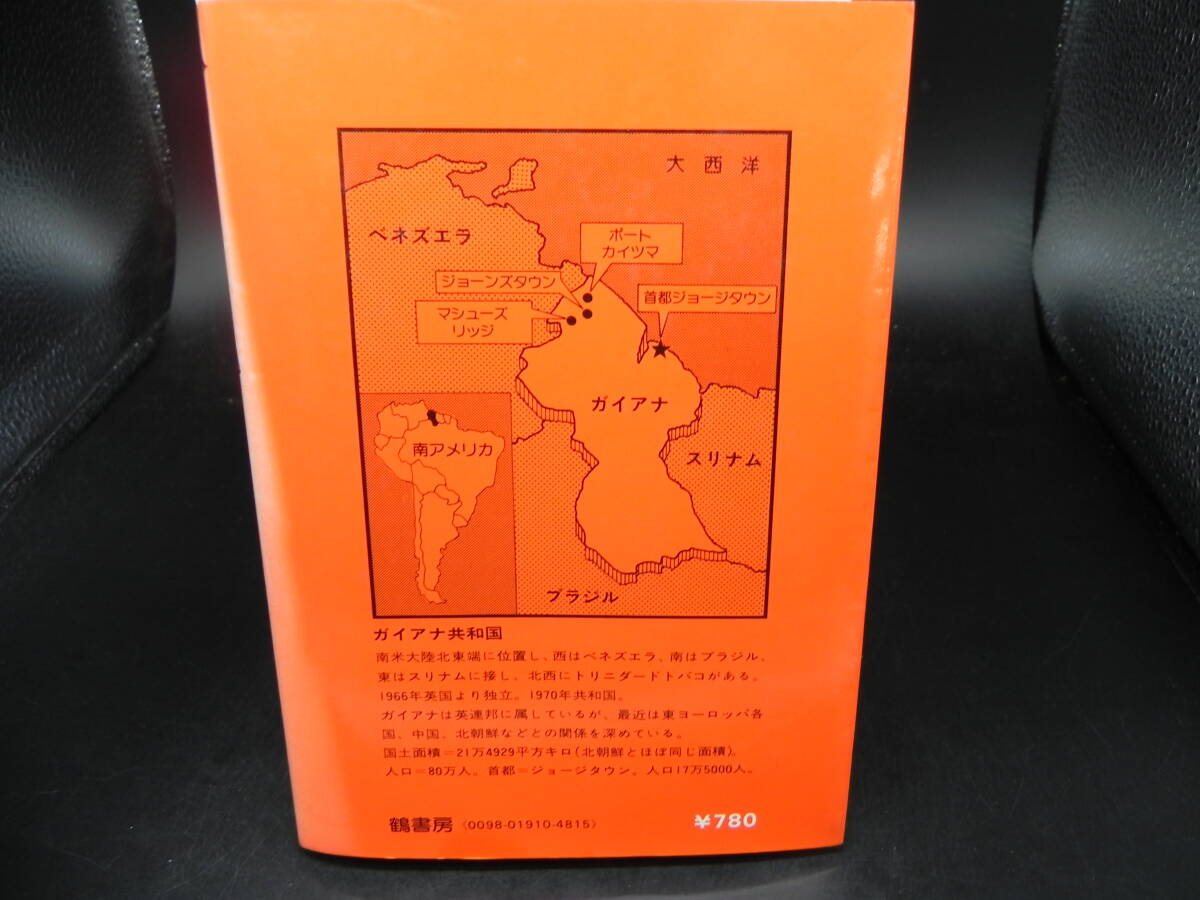 大西洋
ベネズエラ
ポート
カイツマ
ジョーンズタウン
首都ジョージタウン
マシューズ
リッジ
ガイアナ
南アメリカ
スリナム
ブラジル
ガイアナ共和国
南米大陸北東端に位置し、西はベネズエラ、南はブラジル、
東はスリナムに接し、北西にトリニダードトバコがある。
1966年英国より独立。1970年共和国。
ガイアナは英連邦に属しているが、最近は東ヨーロッパ各
国、中国、北朝鮮などとの関係を深めている。
国土面積=21万4929平方キロ(北朝鮮とほぼ同じ面積)。
人口=80万人。首都=ジョージタウン。人口17万5000人。
鶴書房〈0098-01910-4815〉
¥780